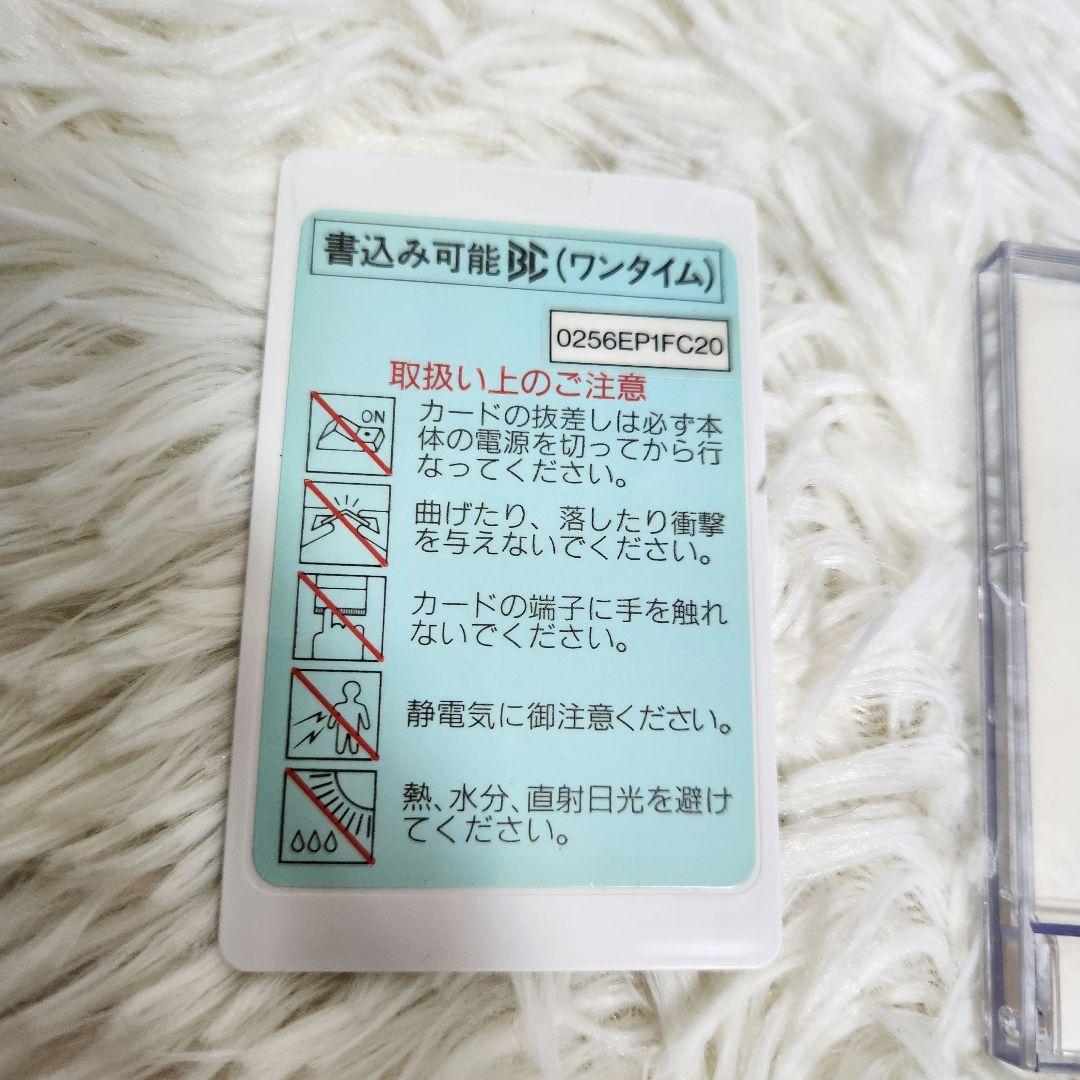 書込み可能BC(ワンタイム)
0256EP1FC20
取扱い上のご注意
ON
カードの抜差しは必ず本
体の電源を切ってから行
なってください。
曲げたり、落したり衝撃
を与えないでください。
カードの端子に手を触れ
ないでください。
静電気に御注意ください。
熱、水分、直射日光を避け
てください。